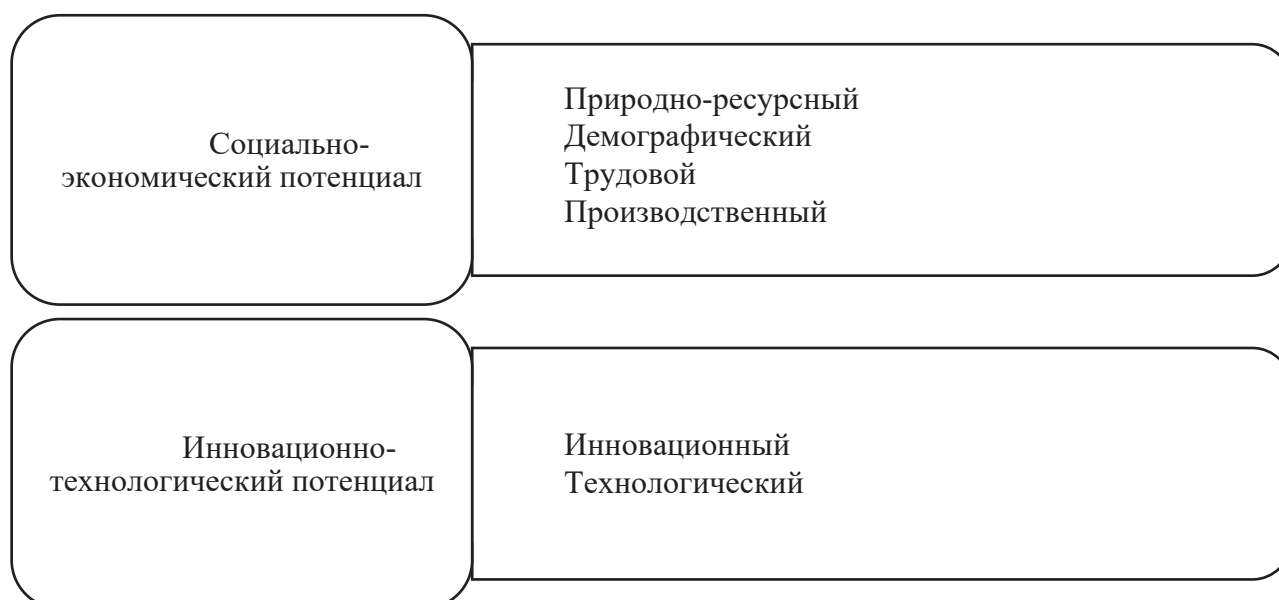 Социально-
экономический потенциал
Природно-ресурсный
Демографический
Трудовой
Производственный
Инновационно-
технологический потенциал
Инновационный
Технологический